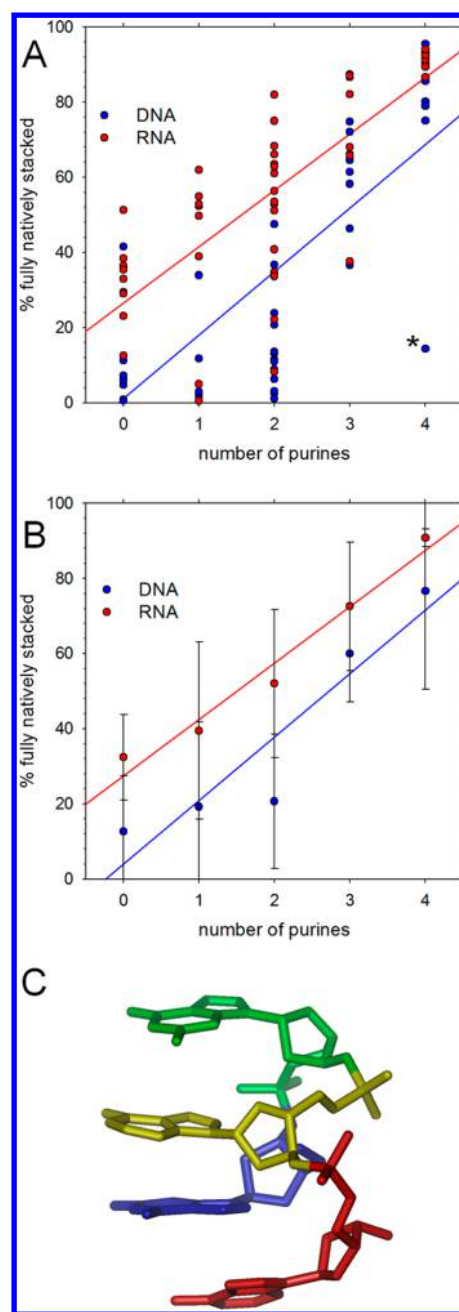 A
100
80
60
40
20
0
% fully natively stacked
DNA
RNA
*
0 1 2 3 4
number of purines
B
100
80
60
40
20
0
% fully natively stacked
DNA
RNA
0 1 2 3 4
number of purines
C